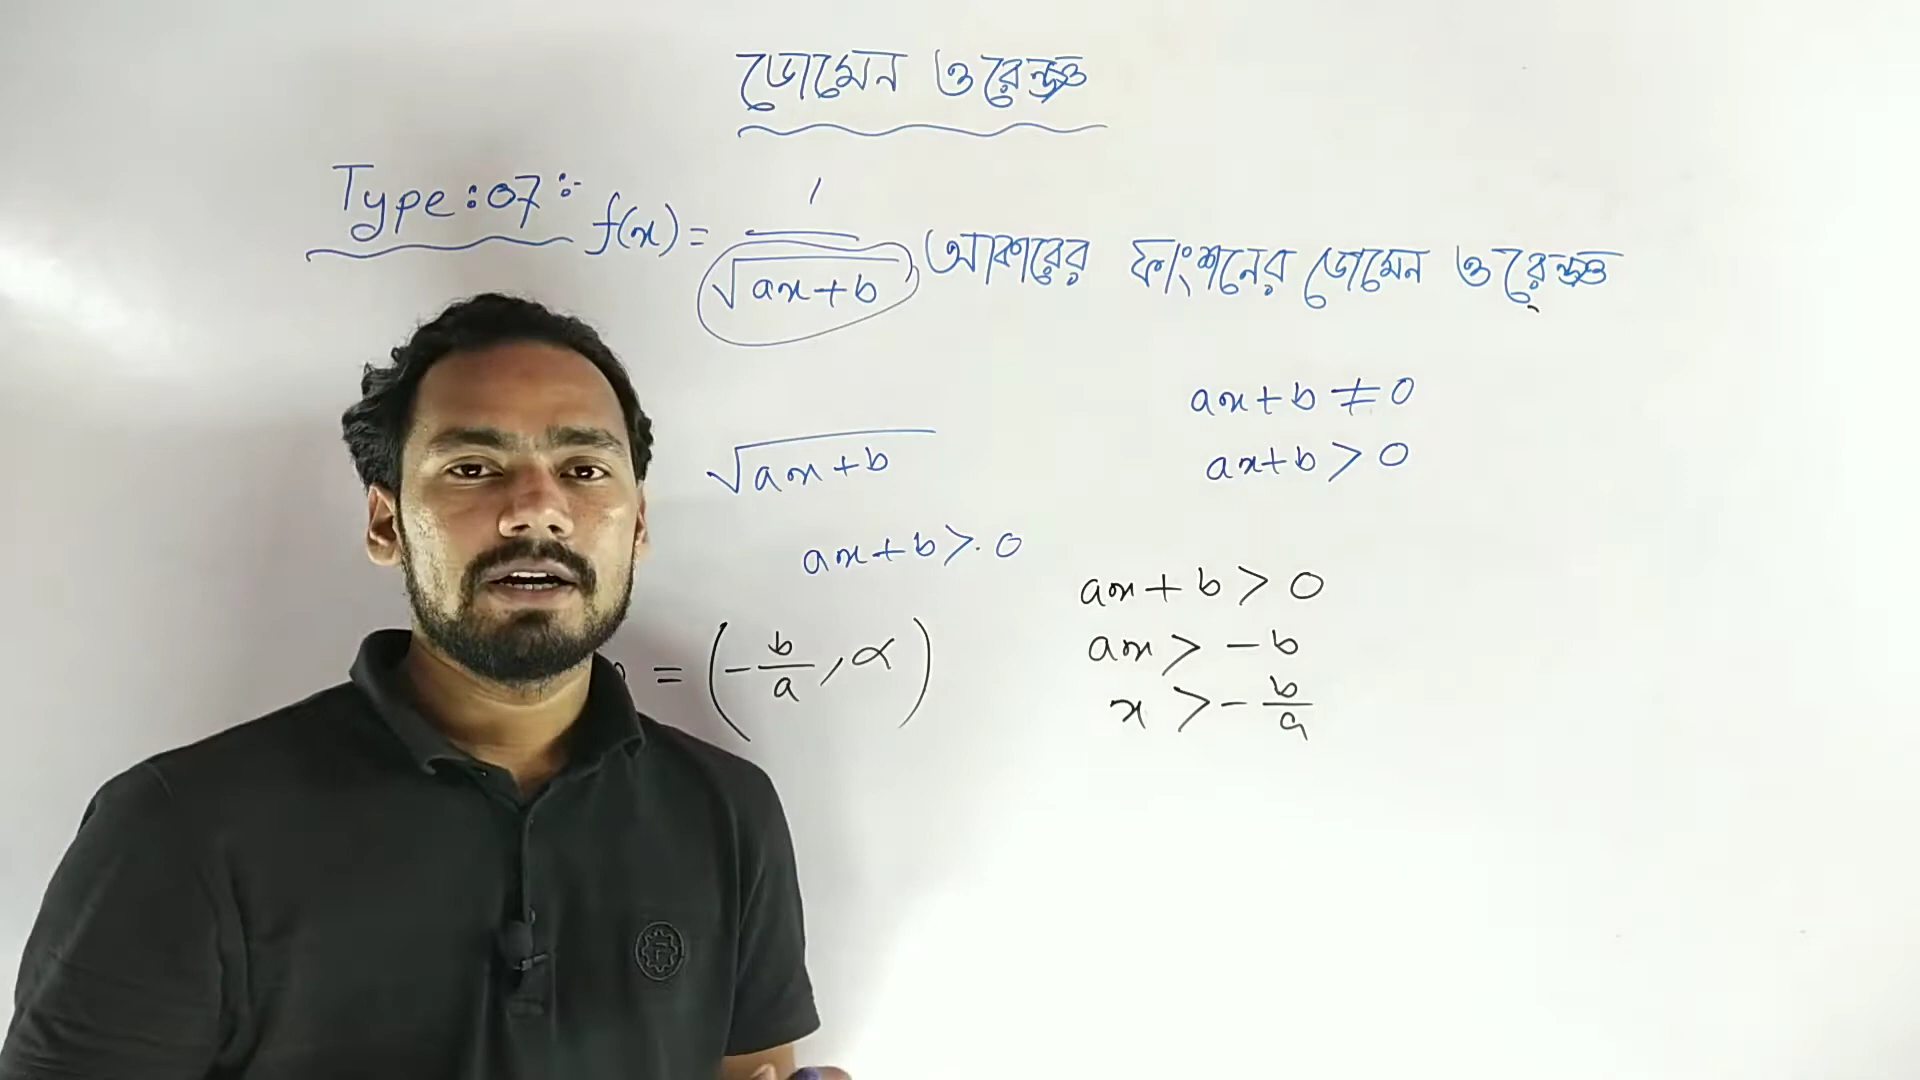 ডোমেন ও রেঞ্জ
Type:07:- f(x) = 1/√(ax+b) আকারের ফাংশনের ডোমেন ও রেঞ্জ
ax+b ≠ 0
√(ax+b)
ax+b > 0
ax+b > 0
ax+b > 0
= (-b/a, ∝)
ax > -b
x > -b/a